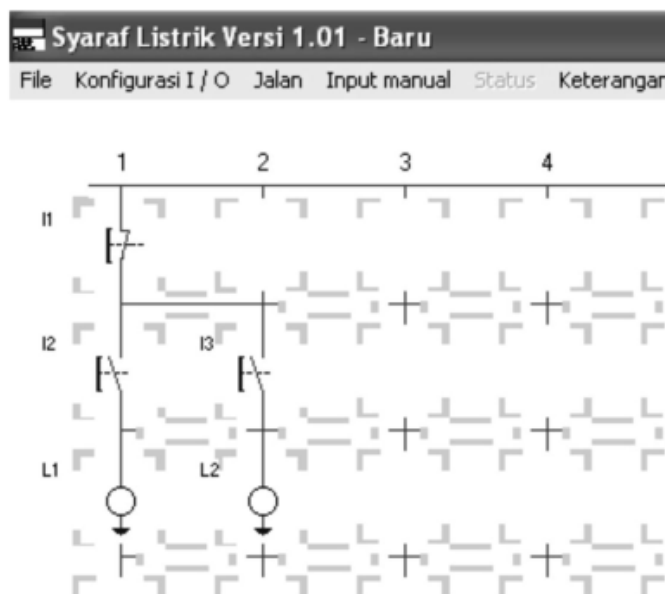 Syaraf Listrik Versi 1.01 - Baru
File Konfigurasi I / O Jalan Input manual Status Keterangan
1 2 3 4
I1
I2 I3
L1 L2